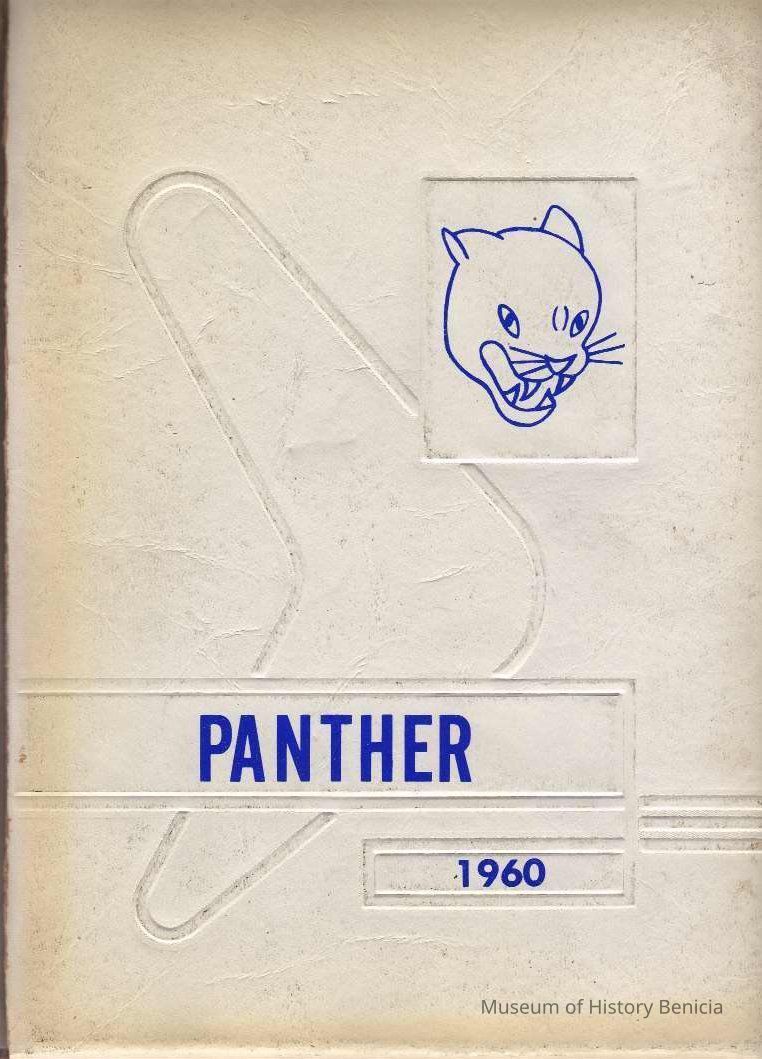 PANTHER
1960
Museum of History Benicia